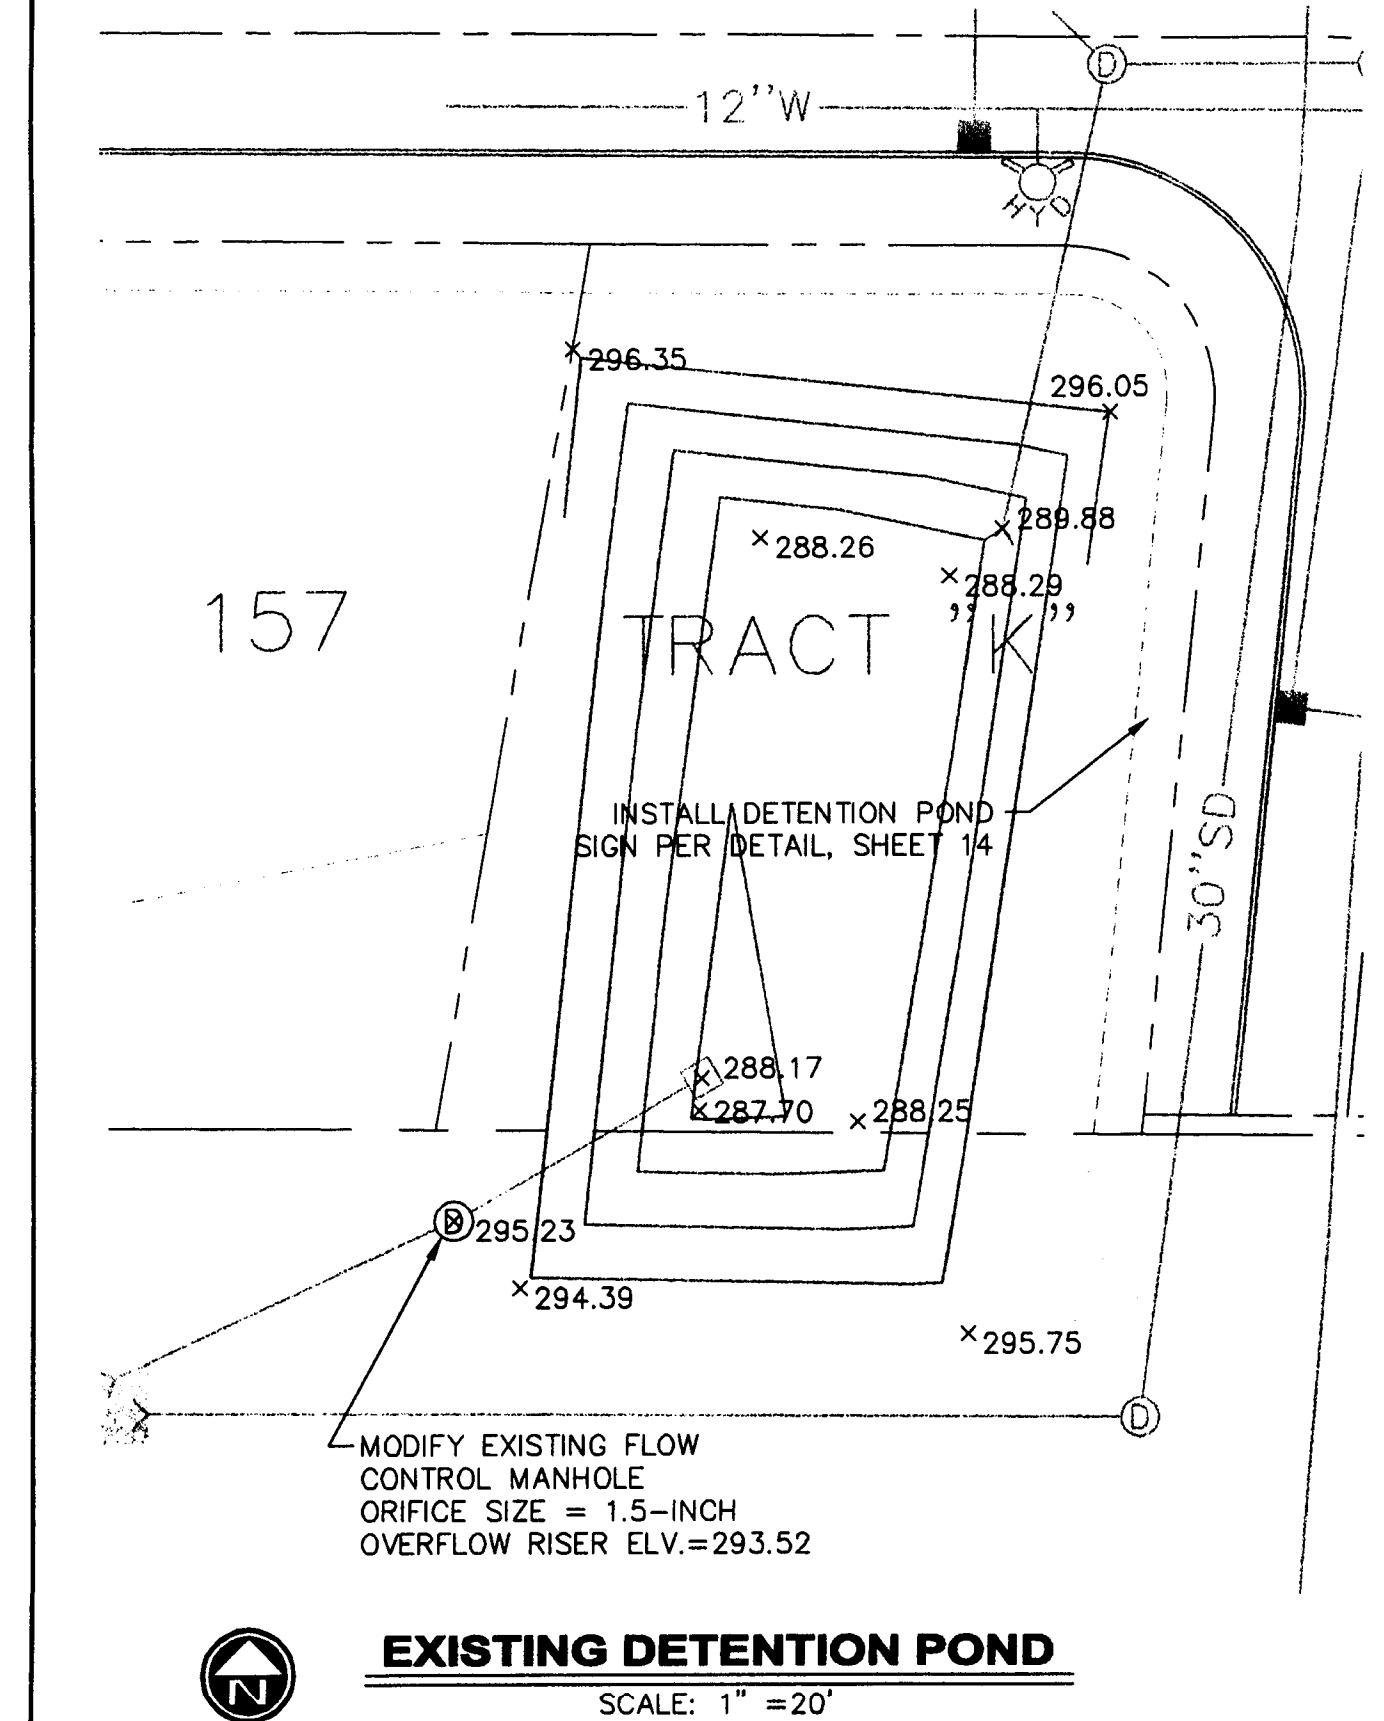 D
12"W
HYD
296.35
296.05
289.88
288.26
288.29
157
TRACT "K"
INSTALL DETENTION POND
SIGN PER DETAIL, SHEET 14
30"SD
288.17
287.70
288.25
D
295.23
294.39
295.75
D
MODIFY EXISTING FLOW
CONTROL MANHOLE
ORIFICE SIZE = 1.5-INCH
OVERFLOW RISER ELV.=293.52
N
EXISTING DETENTION POND
SCALE: 1" =20'